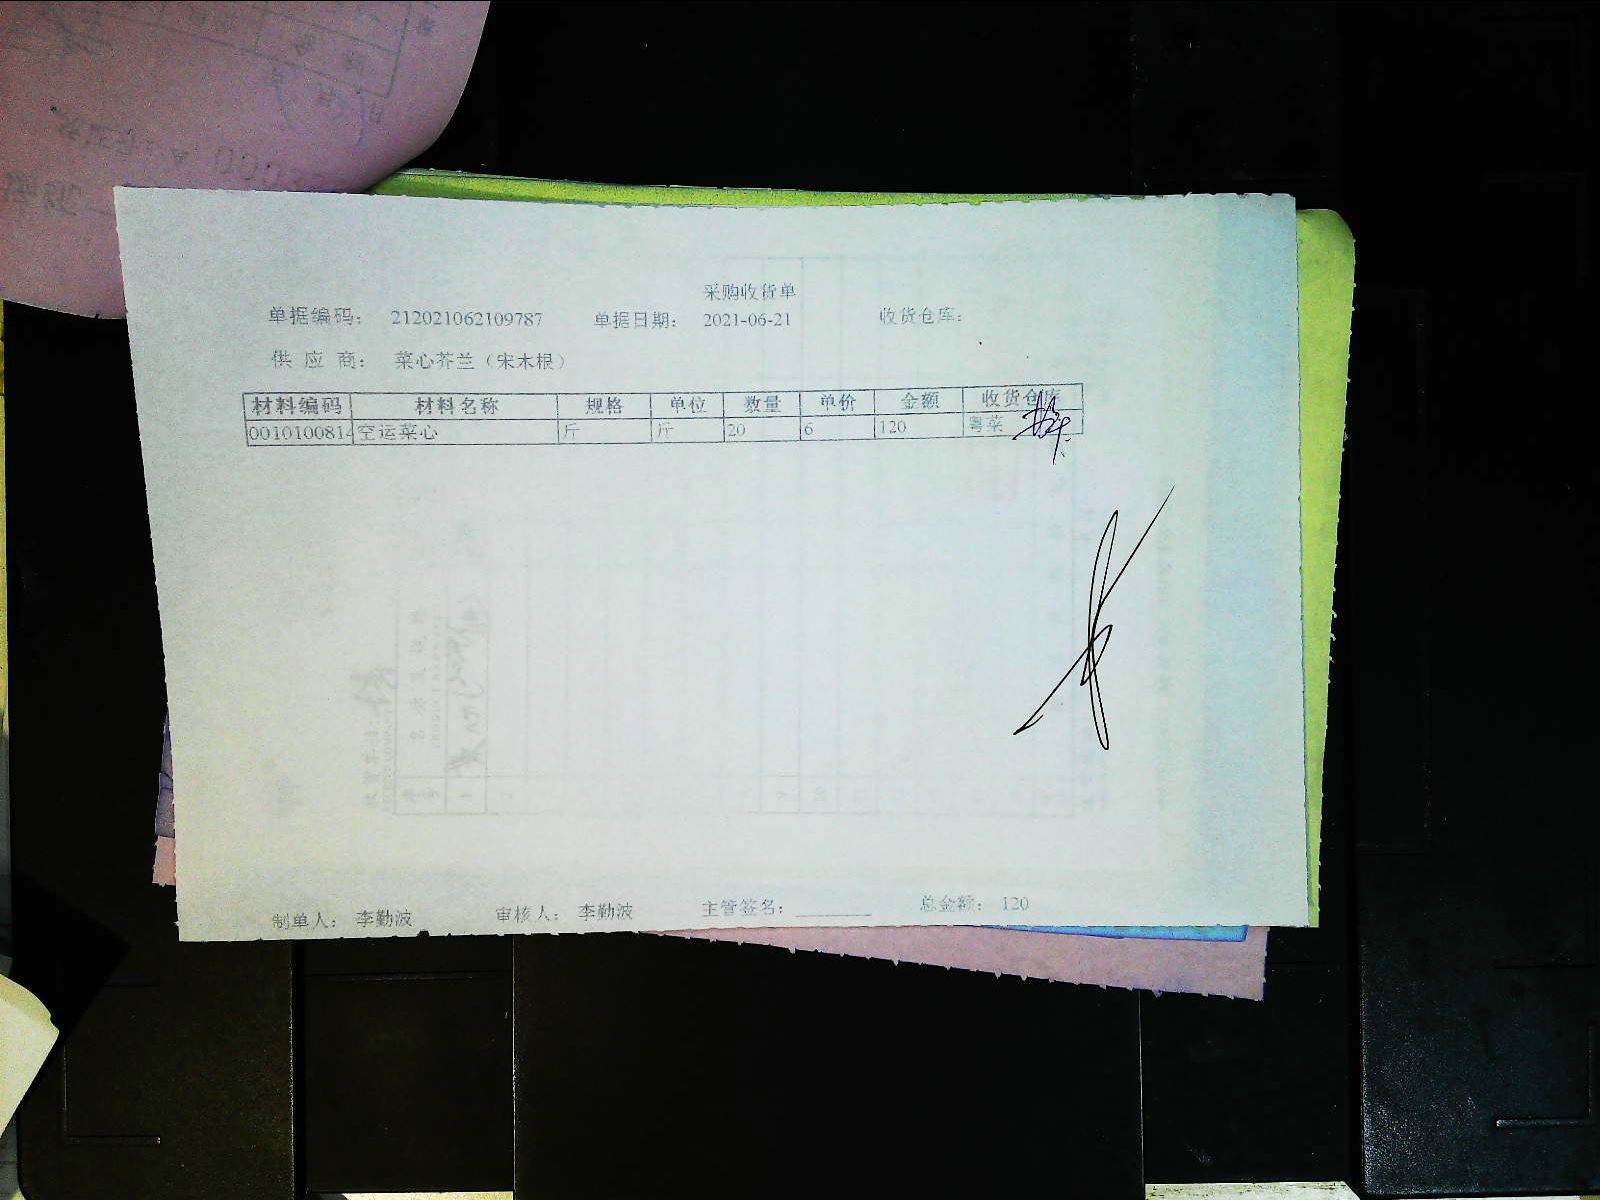 采购收货单
单据编码： 212021062109787 单据日期： 2021-06-21 收货仓库：
供 应 商： 菜心芥兰（宋木根）
材料编码 材料名称 规格 单位 数量 单价 金额 收货仓库
0010100814 空运菜心 斤 斤 20 6 120 粤菜
制单人： 李勤波 审核人： 李勤波 主管签名：________ 总金额： 120